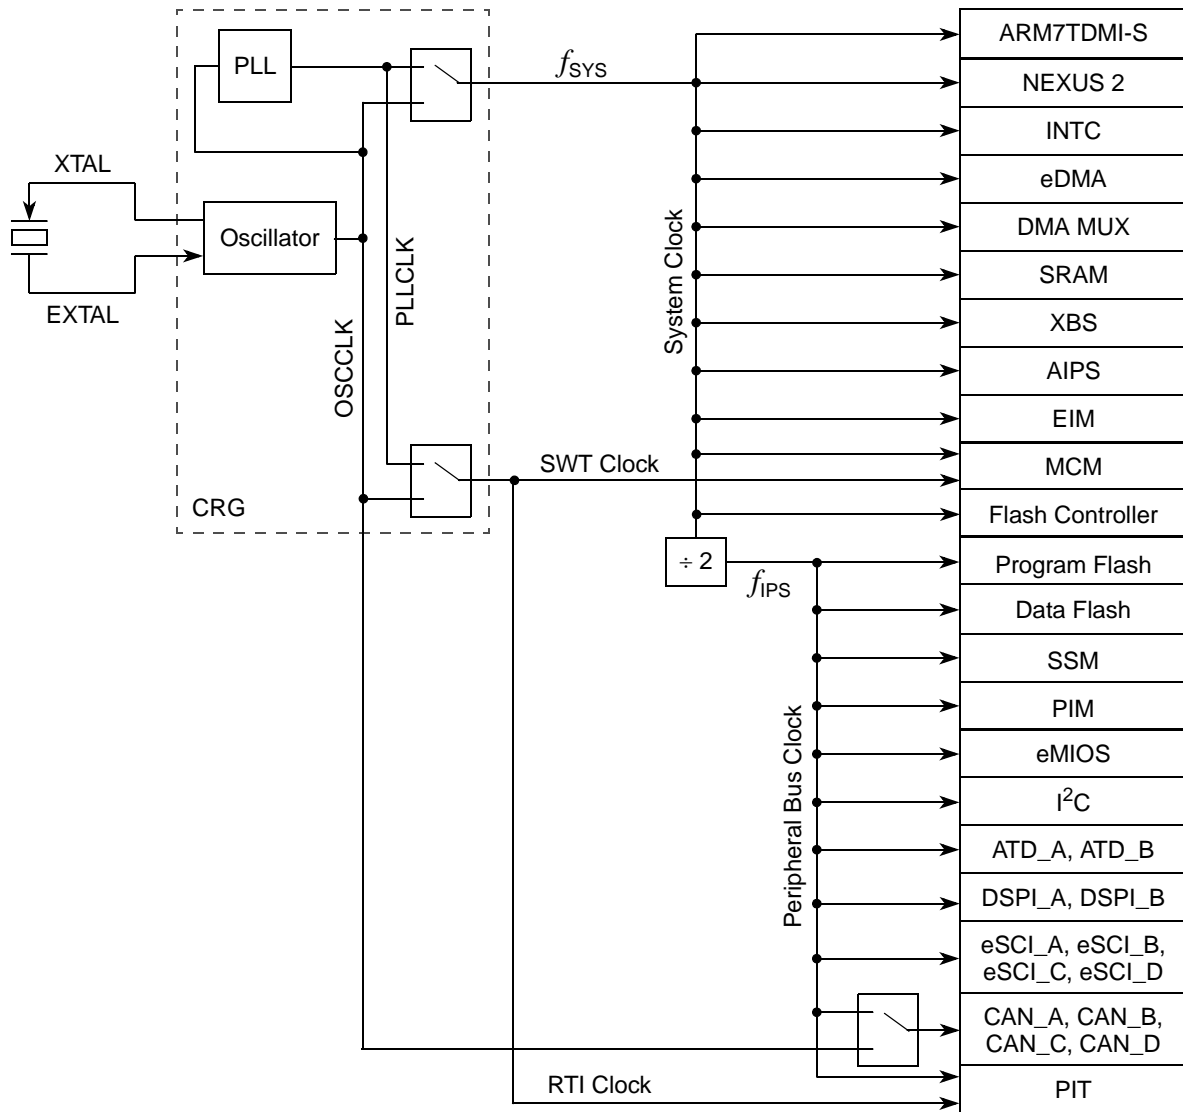 ARM7TDMI-S
PLL
fSYS
NEXUS 2
INTC
XTAL
eDMA
Oscillator
DMA MUX
SRAM
EXTAL
PLLCLK
System Clock
XBS
OSCCLK
AIPS
EIM
SWT Clock
MCM
CRG
Flash Controller
÷ 2
fIPS
Program Flash
Data Flash
SSM
PIM
Peripheral Bus Clock
eMIOS
I²C
ATD_A, ATD_B
DSPI_A, DSPI_B
eSCI_A, eSCI_B,
eSCI_C, eSCI_D
CAN_A, CAN_B,
CAN_C, CAN_D
RTI Clock
PIT